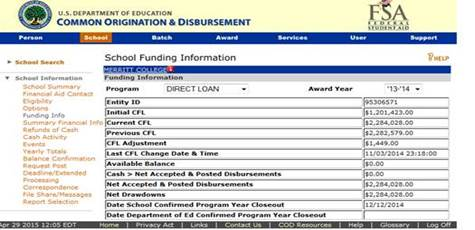 U.S. DEPARTMENT OF EDUCATION
COMMON ORIGINATION & DISBURSEMENT
FSA
FEDERAL
STUDENT AID
Person School Batch Award Services User Support
School Search
School Information
School Summary
Financial Aid Contact
Eligibility
Options
Funding Info
Summary Financial Info
Refunds of Cash
Cash Activity
Events
Yearly Totals
Balance Confirmation
Request Post
Deadline/Extended
Processing
Correspondence
File Share/Messages
Report Selection
School Funding Information
?HELP
MERRITT COLLEGE
Funding Information
Program DIRECT LOAN Award Year '13-'14
Entity ID 95306571
Initial CFL $1,201,423.00
Current CFL $2,284,028.00
Previous CFL $2,282,579.00
CFL Adjustment $1,449.00
Last CFL Change Date & Time 11/03/2014 23:18:00
Available Balance $0.00
Cash > Net Accepted & Posted Disbursements $0.00
Net Accepted & Posted Disbursements $2,284,028.00
Net Drawdowns $2,284,028.00
Date School Confirmed Program Year Closeout 12/12/2014
Date Department of Ed Confirmed Program Year Closeout
Apr 29 2015 12:05 EDT Home | Privacy Act | Links | Contact Us | COD Resources | Help | Glossary | Log Off